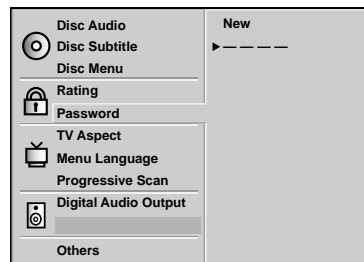 Disc Audio
Disc Subtitle
Disc Menu
Rating
Password
TV Aspect
Menu Language
Progressive Scan
Digital Audio Output
Others
New
– – – –